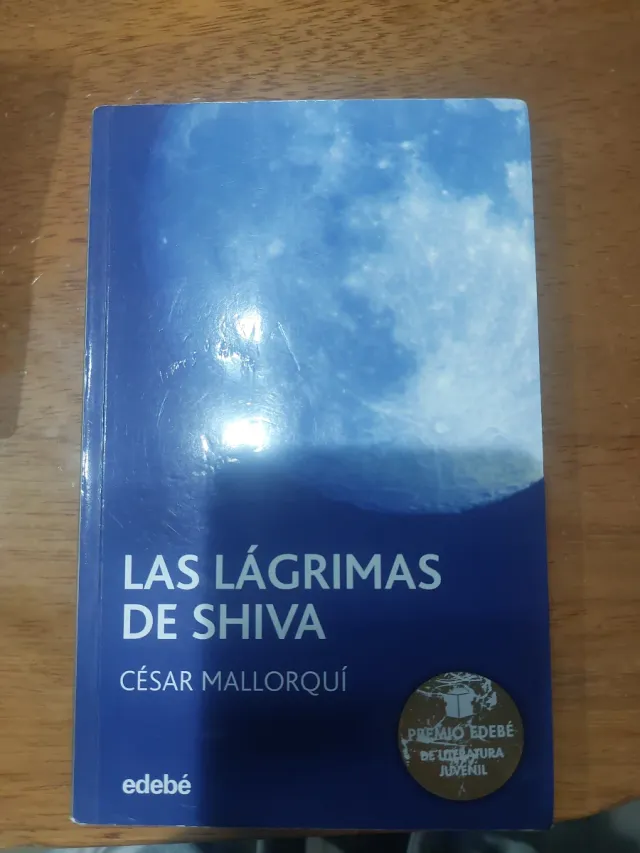 LAS LÁGRIMAS
DE SHIVA
CÉSAR MALLORQUÍ
PREMIO EDEBÉ
DE LITERATURA
JUVENIL
edebé